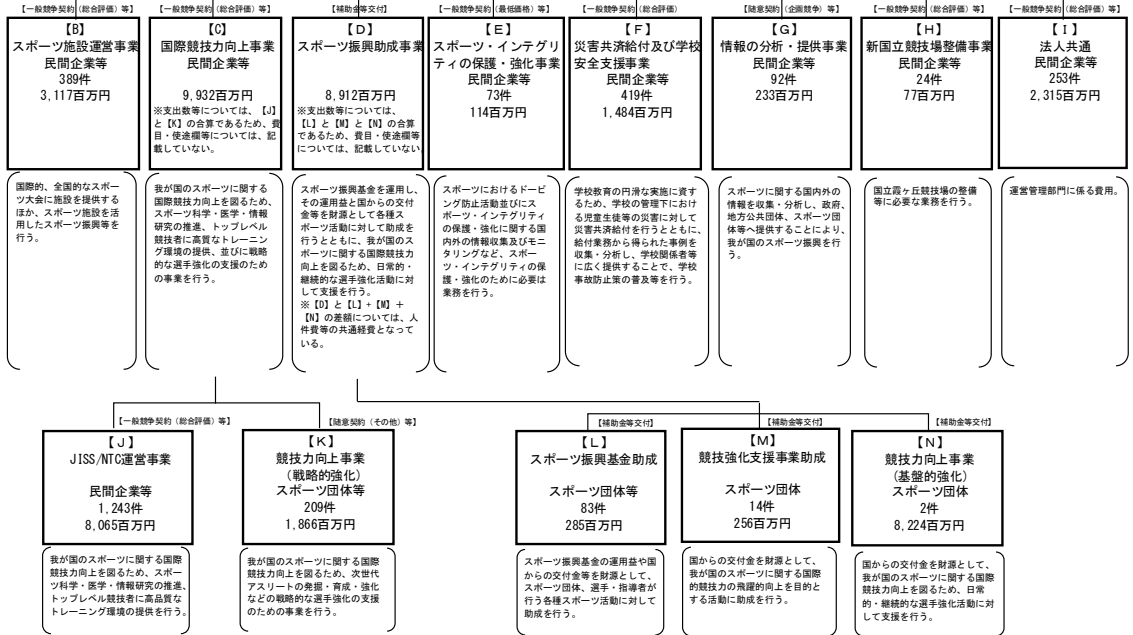 【一般競争契約（総合評価）等】
【B】
スポーツ施設運営事業
民間企業等
389件
3,117百万円
国際的、全国的なスポー
ツ大会に施設を提供する
ほか、スポーツ施設を活
用したスポーツ振興等を
行う。
【一般競争契約（総合評価）等】
【C】
国際競技力向上事業
民間企業等
9,932百万円
※支出数等については、【J】
と【K】の合算であるため、費
目・使途欄等については、記
載していない。
我が国のスポーツに関する
国際競技力向上を図るため、
スポーツ科学・医学・情報
研究の推進、トップレベル
競技者に高質なトレーニン
グ環境の提供、並びに戦略
的な選手強化の支援のため
の事業を行う。
【補助金等交付】
【D】
スポーツ振興助成事業
8,912百万円
※支出数等については、
【L】と【M】と【N】の合算
であるため、費目・使途欄等
については、記載していない。
スポーツ振興基金を運用し、
その運用益と国からの交付
金等を財源として各種ス
ポーツ活動に対して助成を
行うとともに、我が国のス
ポーツに関する国際競技力
向上を図るため、日常的・
継続的な選手強化活動に対
して支援を行う。
※【D】と【L】+【M】+
【N】の差額については、人
件費等の共通経費となって
いる。
【一般競争契約（最低価格）等】
【E】
スポーツ・インテグリ
ティの保護・強化事業
民間企業等
73件
114百万円
スポーツにおけるドーピ
ング防止活動並びにス
ポーツ・インテグリティ
の保護・強化に関する国
内外の情報収集及びモニ
タリングなど、スポー
ツ・インテグリティの保
護・強化のために必要は
業務を行う。
【一般競争契約（総合評価）
【F】
災害共済給付及び学校
安全支援事業
民間企業等
419件
1,484百万円
学校教育の円滑な実施に資す
るため、学校の管理下におけ
る児童生徒等の災害に対して
災害共済給付を行うとともに、
給付業務から得られた事例を
収集・分析し、学校関係者等
に広く提供することで、学校
事故防止策の普及等を行う。
【随意契約（企画競争）等】
【G】
情報の分析・提供事業
民間企業等
92件
233百万円
スポーツに関する国内外の
情報を収集・分析し、政府、
地方公共団体、スポーツ団
体等へ提供することにより、
我が国のスポーツ振興を行
う。
【一般競争契約（総合評価）等】
【H】
新国立競技場整備事業
民間企業等
24件
77百万円
国立霞ヶ丘競技場の整備
等に必要な業務を行う。
【一般競争契約（総合評価）等】
【I】
法人共通
民間企業等
253件
2,315百万円
運営管理部門に係る費用。
【一般競争契約（総合評価）等】
【J】
JISS/NTC運営事業
民間企業等
1,243件
8,065百万円
我が国のスポーツに関する国際
競技力向上を図るため、スポー
ツ科学・医学・情報研究の推進、
トップレベル競技者に高品質な
トレーニング環境の提供を行う。
【随意契約（その他）等】
【K】
競技力向上事業
（戦略的強化）
スポーツ団体等
209件
1,866百万円
我が国のスポーツに関する国際
競技力向上を図るため、次世代
アスリートの発掘・育成・強化
などの戦略的な選手強化の支援
のための事業を行う。
【補助金等交付】
【L】
スポーツ振興基金助成
スポーツ団体等
83件
285百万円
スポーツ振興基金の運用益や国
からの交付金等を財源として、
スポーツ団体、選手・指導者が
行う各種スポーツ活動に対して
助成を行う。
【補助金等交付】
【M】
競技強化支援事業助成
スポーツ団体
14件
256百万円
国からの交付金を財源として、
我が国のスポーツに関する国際
的競技力の飛躍的向上を目的と
する活動に助成を行う。
【補助金等交付】
【N】
競技力向上事業
（基盤的強化）
スポーツ団体
2件
8,224百万円
国からの交付金を財源として、
我が国のスポーツに関する国際
競技力向上を図るため、日常
的・継続的な選手強化活動に対
して支援を行う。